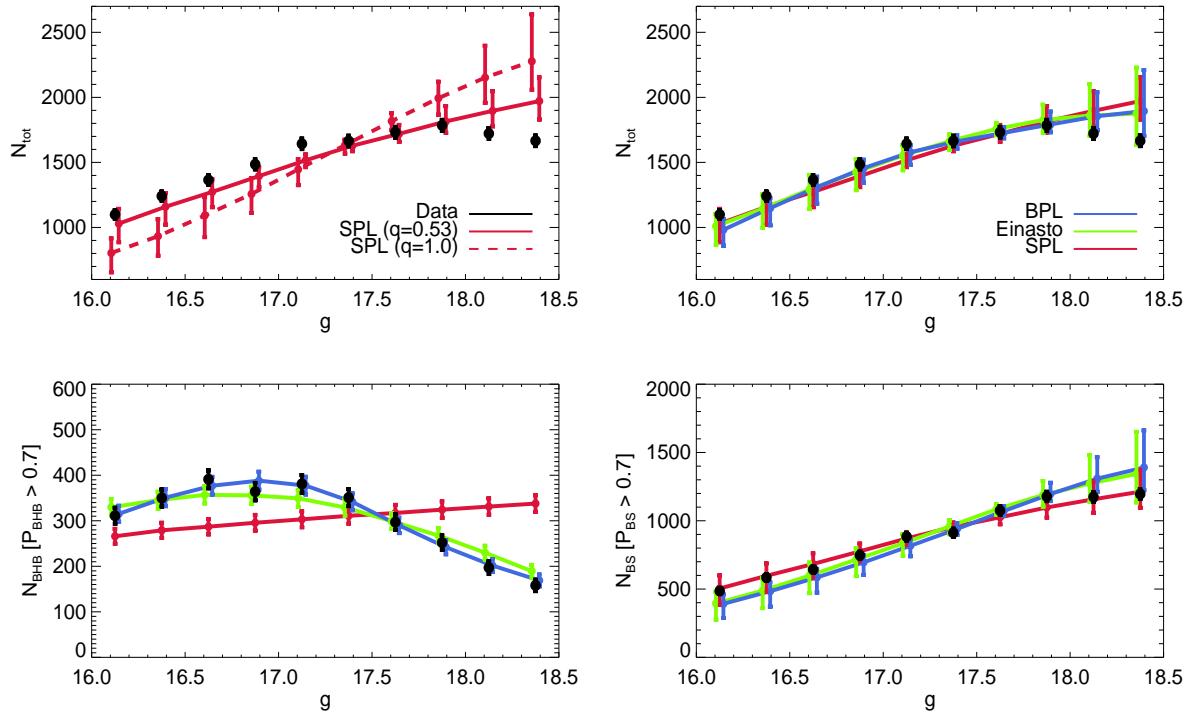 2500
2000
1500
1000
N_tot
Data
SPL (q=0.53)
SPL (q=1.0)
16.0 16.5 17.0 17.5 18.0 18.5
g
2500
2000
1500
1000
N_tot
BPL
Einasto
SPL
16.0 16.5 17.0 17.5 18.0 18.5
g
600
500
400
300
200
100
0
N_BHB [P_BHB > 0.7]
16.0 16.5 17.0 17.5 18.0 18.5
g
2000
1500
1000
500
0
N_BS [P_BS > 0.7]
16.0 16.5 17.0 17.5 18.0 18.5
g